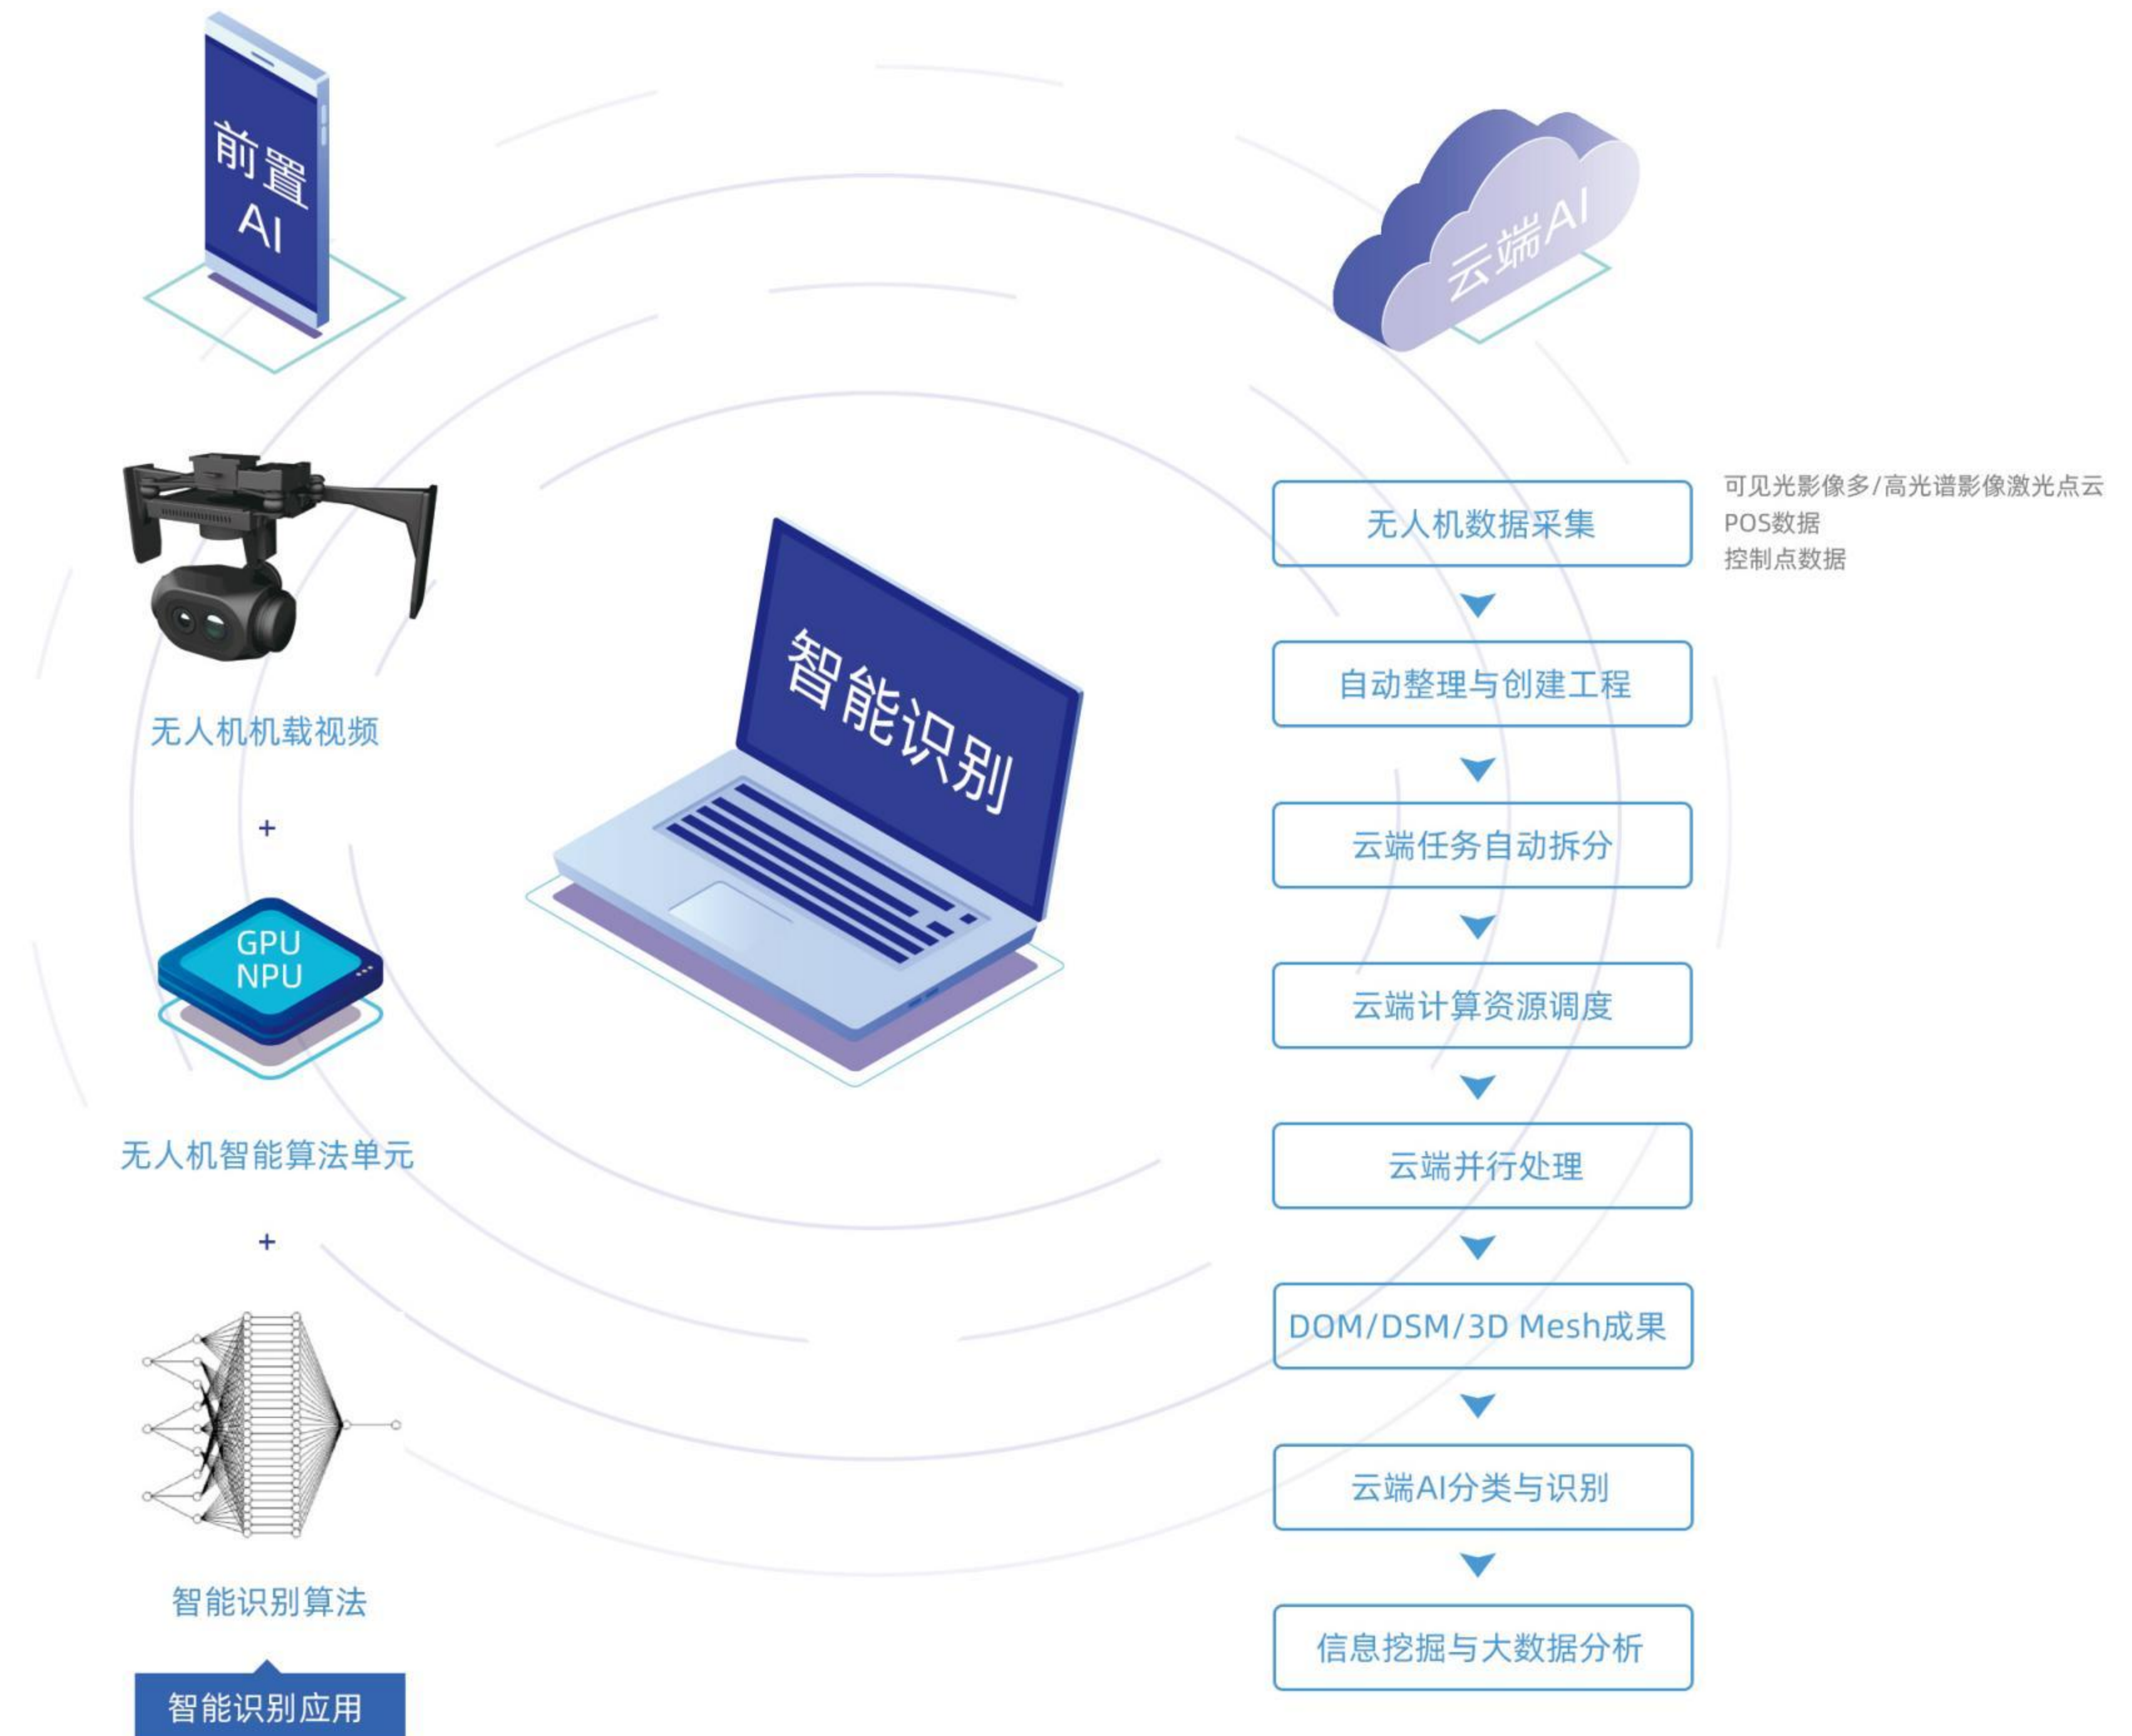 前置
AI
无人机机载视频
+
GPU
NPU
无人机智能算法单元
+
智能识别算法
智能识别应用
智能识别
云端AI
无人机数据采集
可见光影像多/高光谱影像激光点云
POS数据
控制点数据
自动整理与创建工程
云端任务自动拆分
云端计算资源调度
云端并行处理
DOM/DSM/3D Mesh成果
云端AI分类与识别
信息挖掘与大数据分析